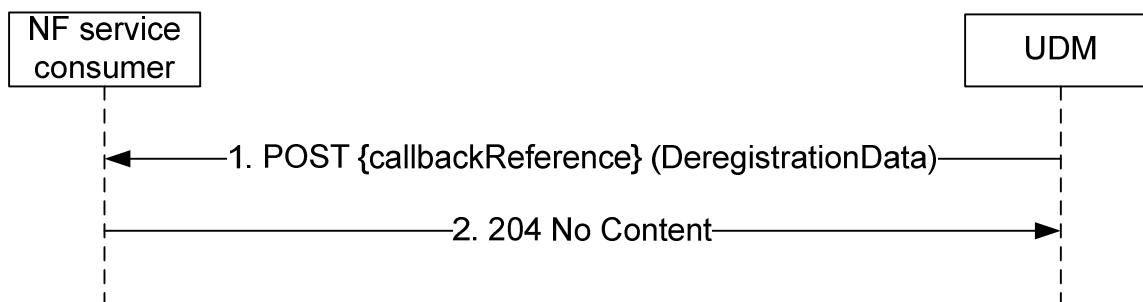 NF service
consumer
UDM
1. POST {callbackReference} (DeregistrationData)
2. 204 No Content